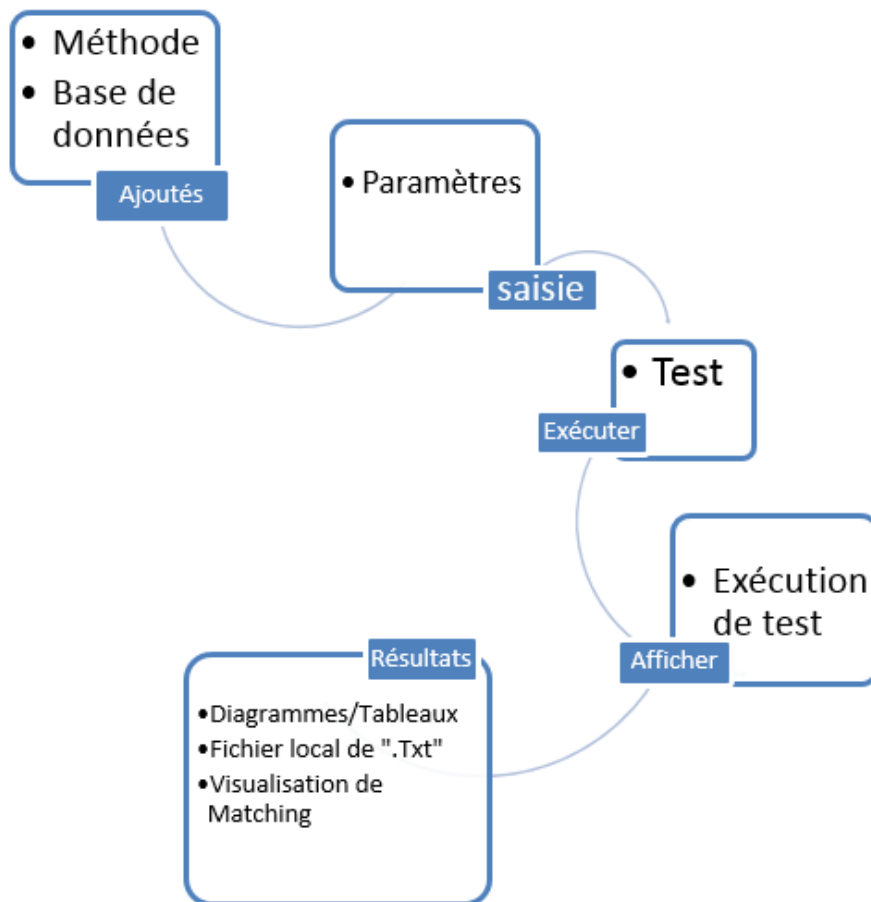 • Méthode
• Base de
données
Ajoutés
• Paramètres
saisie
• Test
Exécuter
• Exécution
de test
Afficher
Résultats
•Diagrammes/Tableaux
•Fichier local de ".Txt"
•Visualisation de
Matching